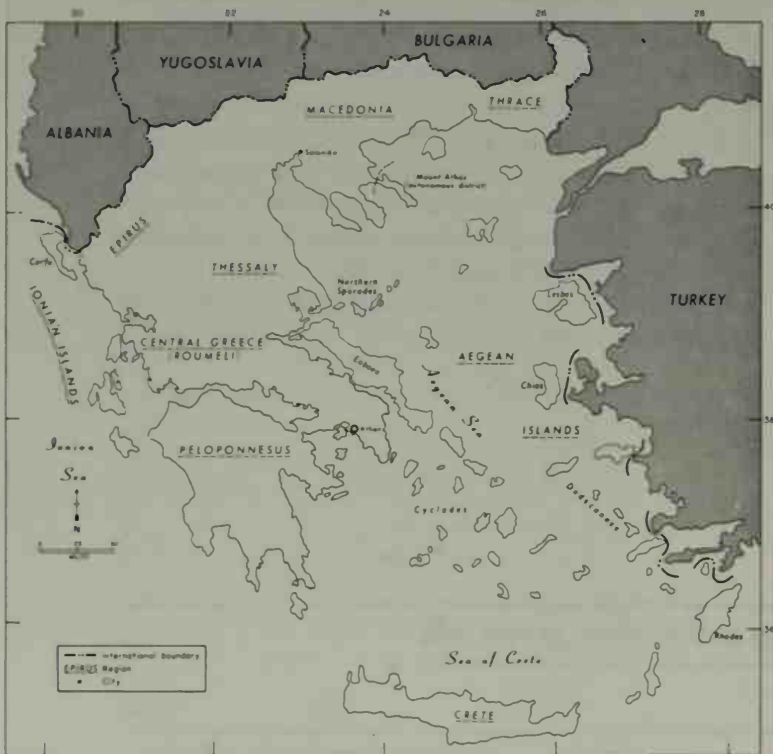 20
22
24
26
28
BULGARIA
YUGOSLAVIA
THRACE
MACEDONIA
ALBANIA
Salonika
Mount Athos
autonomous district
40
EPIRUS
Corfu
THESSALY
Northern
Sporades
Lesbos
TURKEY
IONIAN ISLANDS
CENTRAL GREECE
ROUMELI
AEGEAN
Euboea
Aegean Sea
Chios
38
Athens
ISLANDS
Ionian
Sea
PELOPONNESUS
Dodecanese
Cyclades
N
0
36
Rhodes
Sea of Crete
International boundary
EPIRUS Region
City
CRETE